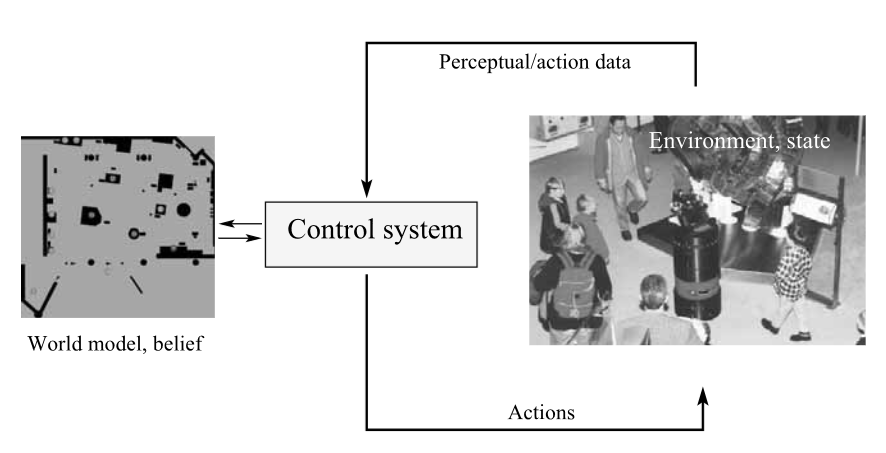 Perceptual/action data
Environment, state
Control system
World model, belief
Actions